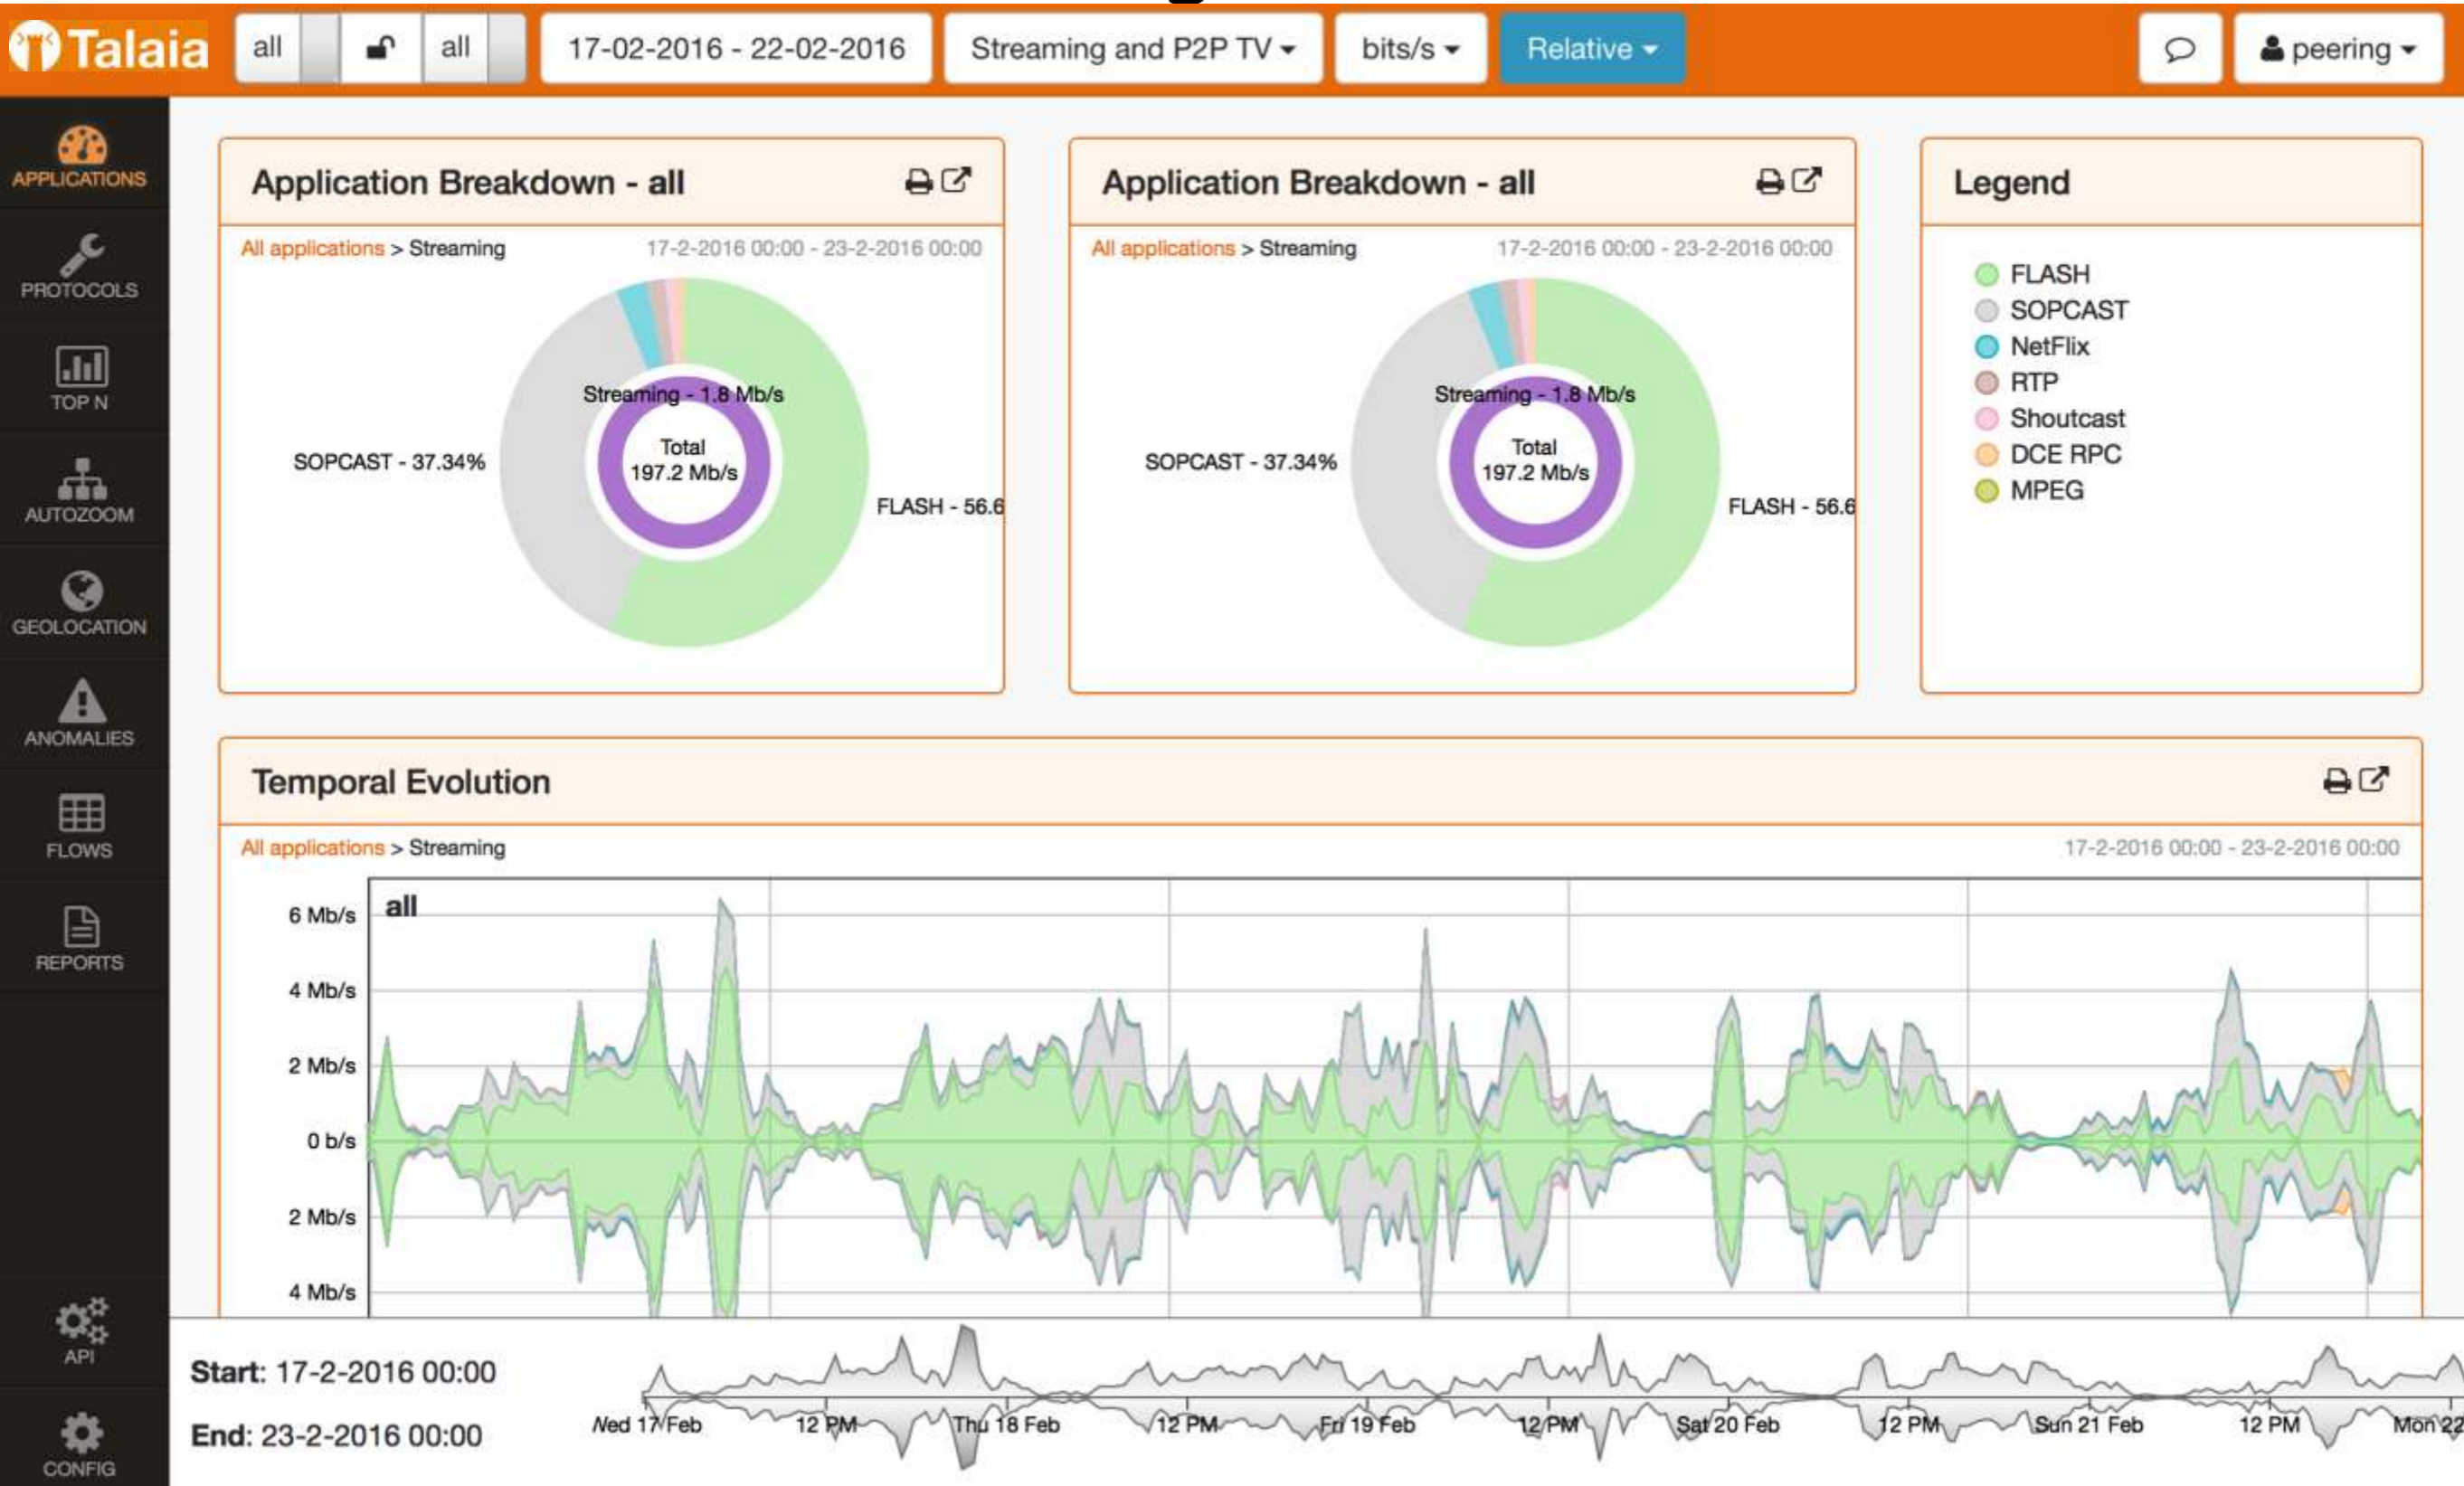 Talaia
all
all
17-02-2016 - 22-02-2016
Streaming and P2P TV
bits/s
Relative
peering
APPLICATIONS
PROTOCOLS
TOP N
AUTOZOOM
GEOLOCATION
ANOMALIES
FLOWS
REPORTS
API
CONFIG
Application Breakdown - all
All applications > Streaming
17-2-2016 00:00 - 23-2-2016 00:00
Streaming - 1.8 Mb/s
Total
197.2 Mb/s
SOPCAST - 37.34%
FLASH - 56.6
Application Breakdown - all
All applications > Streaming
17-2-2016 00:00 - 23-2-2016 00:00
Streaming - 1.8 Mb/s
Total
197.2 Mb/s
SOPCAST - 37.34%
FLASH - 56.6
Legend
FLASH
SOPCAST
NetFlix
RTP
Shoutcast
DCE RPC
MPEG
Temporal Evolution
All applications > Streaming
17-2-2016 00:00 - 23-2-2016 00:00
all
6 Mb/s
4 Mb/s
2 Mb/s
0 b/s
2 Mb/s
4 Mb/s
Start: 17-2-2016 00:00
End: 23-2-2016 00:00
Wed 17 Feb
12 PM
Thu 18 Feb
12 PM
Fri 19 Feb
12 PM
Sat 20 Feb
12 PM
Sun 21 Feb
12 PM
Mon 22